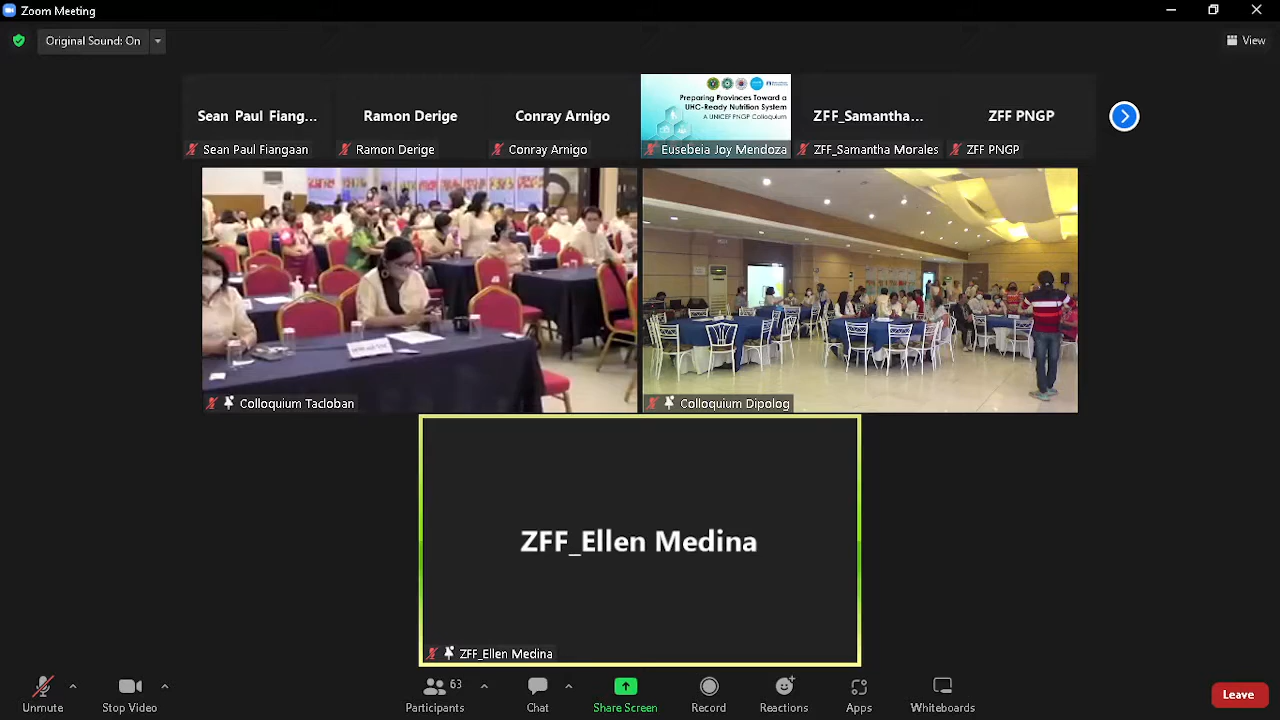 Zoom Meeting
Original Sound: On
View
Sean Paul Fiang...
Ramon Derige
Conray Arnigo
Preparing Provinces Toward a
UHC-Ready Nutrition System
A UNICEF PNGP Colloquium
ZFF_Samantha...
ZFF PNGP
Sean Paul Fiangaan
Ramon Derige
Conray Arnigo
Eusebeia Joy Mendoza
ZFF_Samantha Morales
ZFF PNGP
Colloquium Tacloban
Colloquium Dipolog
ZFF_Ellen Medina
ZFF_Ellen Medina
63
Unmute
Stop Video
Participants
Chat
Share Screen
Record
Reactions
Apps
Whiteboards
Leave